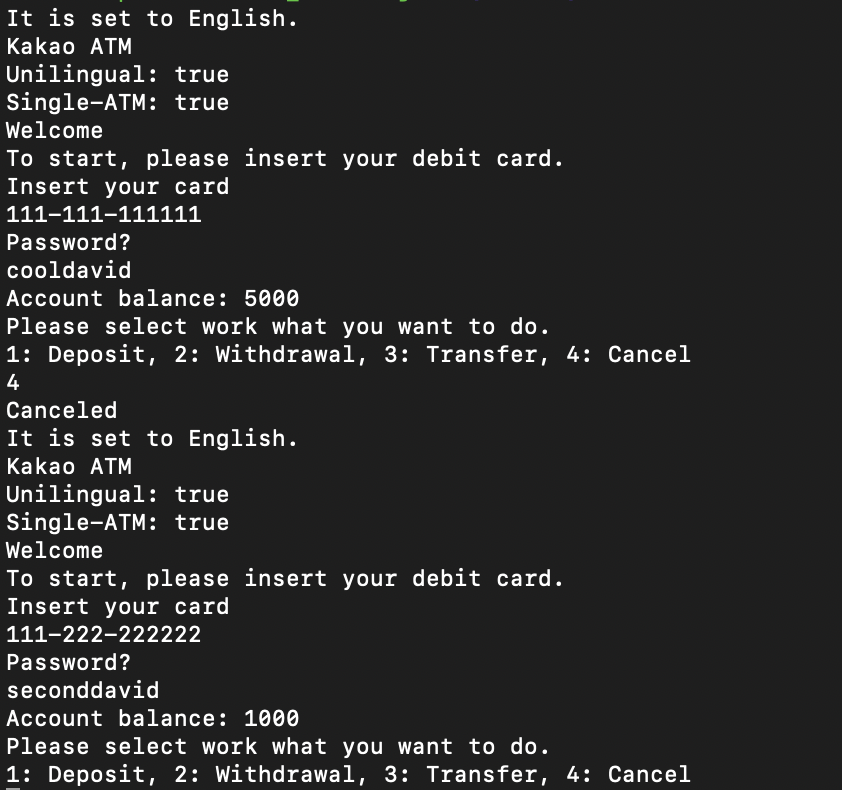 It is set to English.
Kakao ATM
Unilingual: true
Single-ATM: true
Welcome
To start, please insert your debit card.
Insert your card
111-111-111111
Password?
cooldavid
Account balance: 5000
Please select work what you want to do.
1: Deposit, 2: Withdrawal, 3: Transfer, 4: Cancel
4
Canceled
It is set to English.
Kakao ATM
Unilingual: true
Single-ATM: true
Welcome
To start, please insert your debit card.
Insert your card
111-222-222222
Password?
seconddavid
Account balance: 1000
Please select work what you want to do.
1: Deposit, 2: Withdrawal, 3: Transfer, 4: Cancel